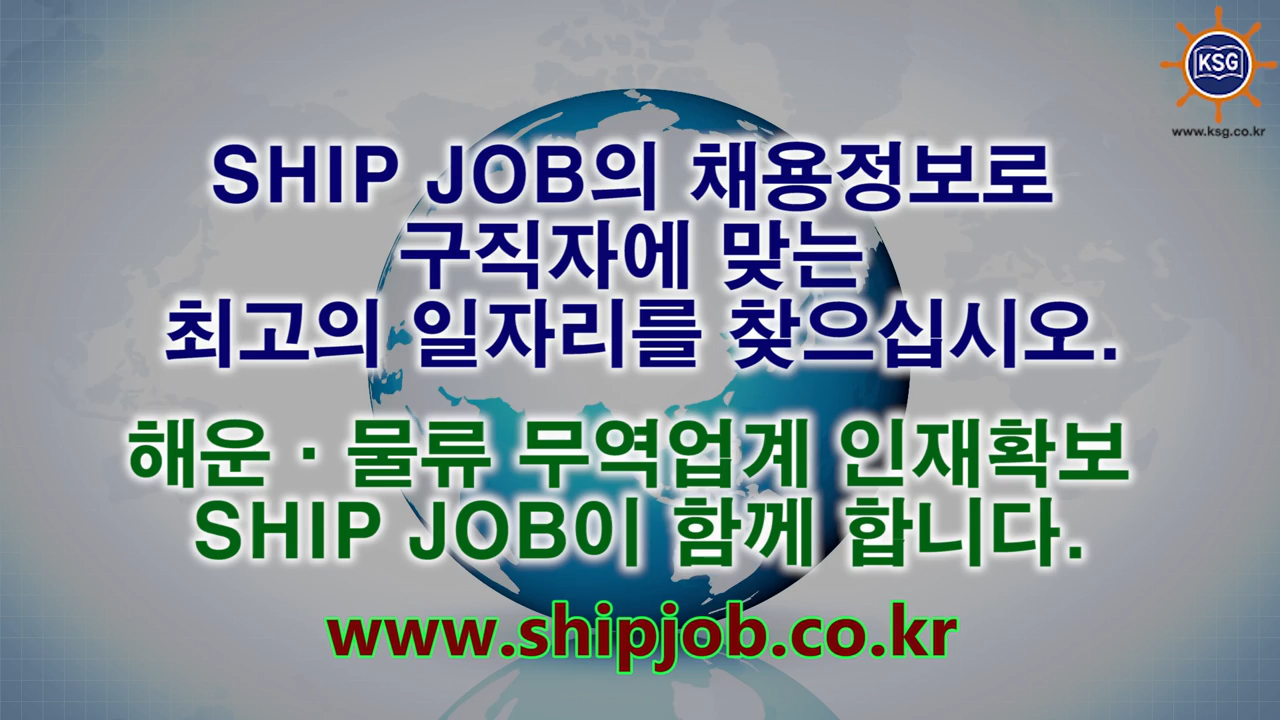 KSG
www.ksg.co.kr
SHIP JOB의 채용정보로
구직자에 맞는
최고의 일자리를 찾으십시오.
해운·물류 무역업계 인재확보
SHIP JOB이 함께 합니다.
www.shipjob.co.kr